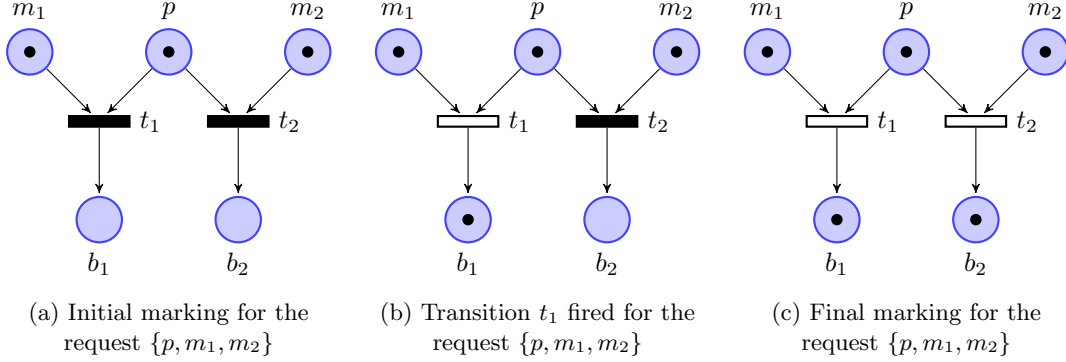 m₁ p m₂ m₁ p m₂ m₁ p m₂
t₁ t₂ t₁ t₂ t₁ t₂
b₁ b₂ b₁ b₂ b₁ b₂
(a) Initial marking for the
request {p, m₁, m₂}
(b) Transition t₁ fired for the
request {p, m₁, m₂}
(c) Final marking for the
request {p, m₁, m₂}